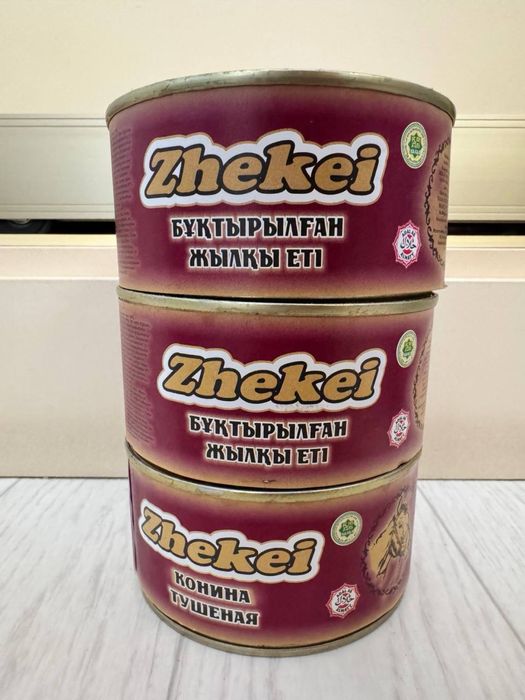 Zhekei
БҰҚТЫРЫЛҒАН
ЖЫЛҚЫ ЕТІ
Zhekei
БҰҚТЫРЫЛҒАН
ЖЫЛҚЫ ЕТІ
Zhekei
КОНИНА
ТУШЕНАЯ